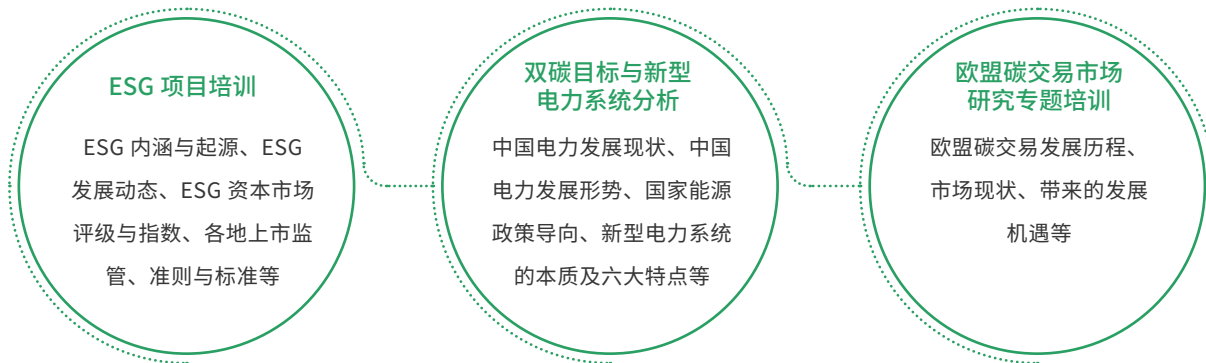 ESG 项目培训
ESG 内涵与起源、ESG
发展动态、ESG 资本市场
评级与指数、各地上市监
管、准则与标准等
双碳目标与新型
电力系统分析
中国电力发展现状、中国
电力发展形势、国家能源
政策导向、新型电力系统
的本质及六大特点等
欧盟碳交易市场
研究专题培训
欧盟碳交易发展历程、
市场现状、带来的发展
机遇等